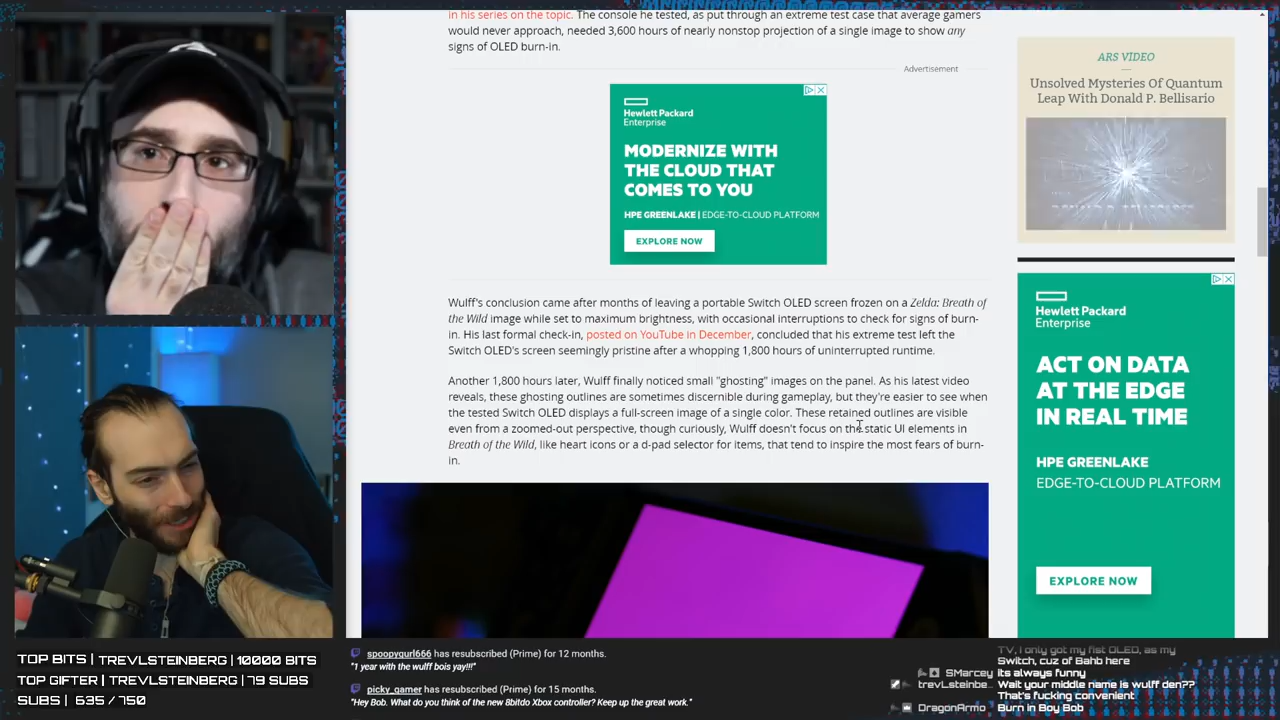 in his series on the topic. The console he tested, as put through an extreme test case that average gamers
would never approach, needed 3,600 hours of nearly nonstop projection of a single image to show any
signs of OLED burn-in.
Advertisement
Hewlett Packard
Enterprise
MODERNIZE WITH
THE CLOUD THAT
COMES TO YOU
HPE GREENLAKE | EDGE-TO-CLOUD PLATFORM
EXPLORE NOW
Wulff's conclusion came after months of leaving a portable Switch OLED screen frozen on a Zelda: Breath of
the Wild image while set to maximum brightness, with occasional interruptions to check for signs of burn-
in. His last formal check-in, posted on YouTube in December, concluded that his extreme test left the
Switch OLED's screen seemingly pristine after a whopping 1,800 hours of uninterrupted runtime.
Another 1,800 hours later, Wulff finally noticed small "ghosting" images on the panel. As his latest video
reveals, these ghosting outlines are sometimes discernible during gameplay, but they're easier to see when
the tested Switch OLED displays a full-screen image of a single color. These retained outlines are visible
even from a zoomed-out perspective, though curiously, Wulff doesn't focus on the static UI elements in
Breath of the Wild, like heart icons or a d-pad selector for items, that tend to inspire the most fears of burn-
in.
ARS VIDEO
Unsolved Mysteries Of Quantum
Leap With Donald P. Bellisario
Hewlett Packard
Enterprise
ACT ON DATA
AT THE EDGE
IN REAL TIME
HPE GREENLAKE
EDGE-TO-CLOUD PLATFORM
EXPLORE NOW
TOP BITS | TREVLSTEINBERG | 10000 BITS
TOP GIFTER | TREVLSTEINBERG | 79 SUBS
SUBS | 635 / 750
spoopygurl666 has resubscribed (Prime) for 12 months.
"1 year with the wulff bois yay!!!"
picky_gamer has resubscribed (Prime) for 15 months.
"Hey Bob. What do you think of the new 8bitdo Xbox controller? Keep up the great work."
TV, I only got my fist OLED, as my
Switch, cuz of Bahb here
SMarcey its always funny
trevLsteinbe... Wait your middle name is wulff den??
That's fucking convenient
DragonArmo Burn in Boy Bob